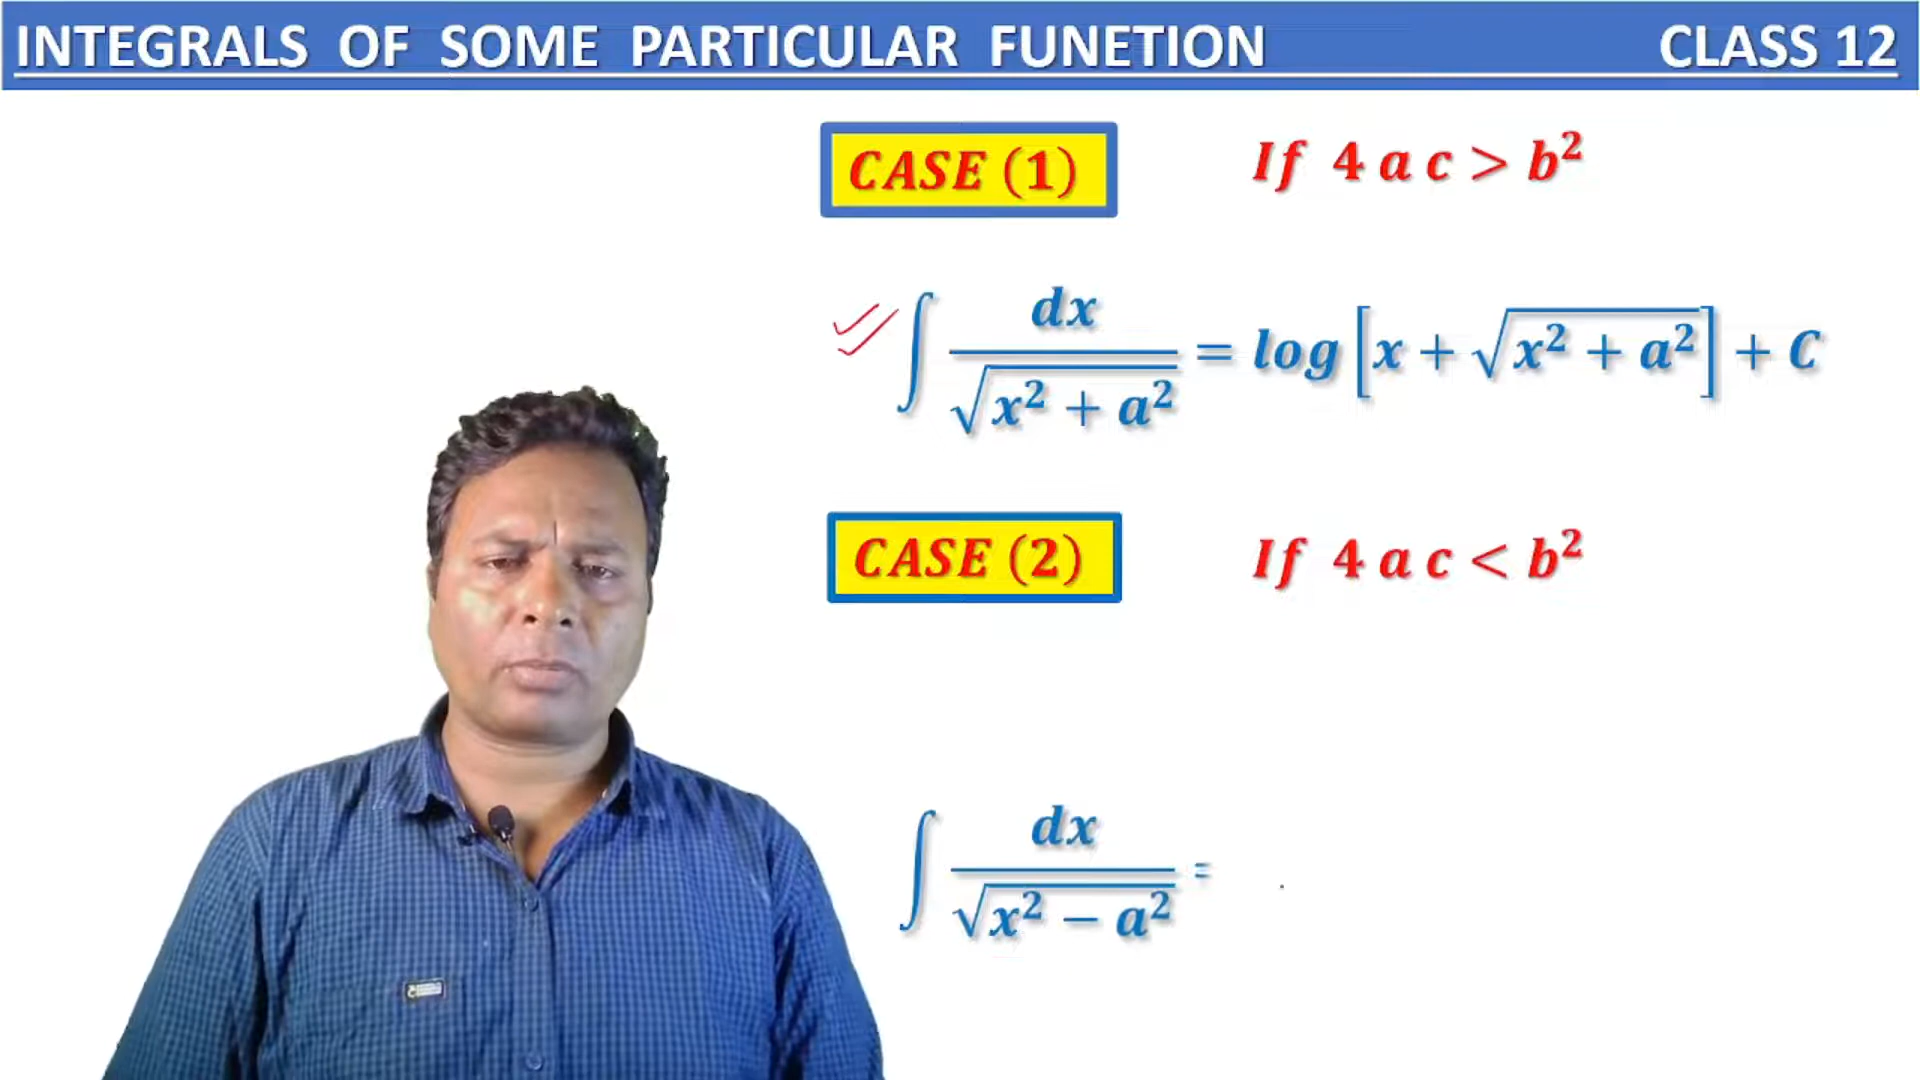 INTEGRALS OF SOME PARTICULAR FUNETION CLASS 12
CASE (1) If 4 a c > b²
∫ dx / √(x² + a²) = log [x + √(x² + a²)] + C
CASE (2) If 4 a c < b²
∫ dx / √(x² − a²) =